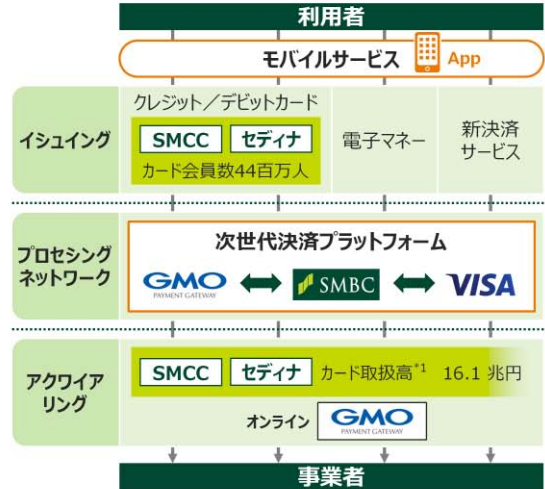 利用者
モバイルサービス App
クレジット／デビットカード
イシュイング
SMCC セディナ
カード会員数44百万人
電子マネー
新決済
サービス
プロセシング
ネットワーク
次世代決済プラットフォーム
GMO
PAYMENT GATEWAY
SMBC
VISA
アクワイア
リング
SMCC セディナ カード取扱高*1 16.1 兆円
オンライン GMO
PAYMENT GATEWAY
事業者